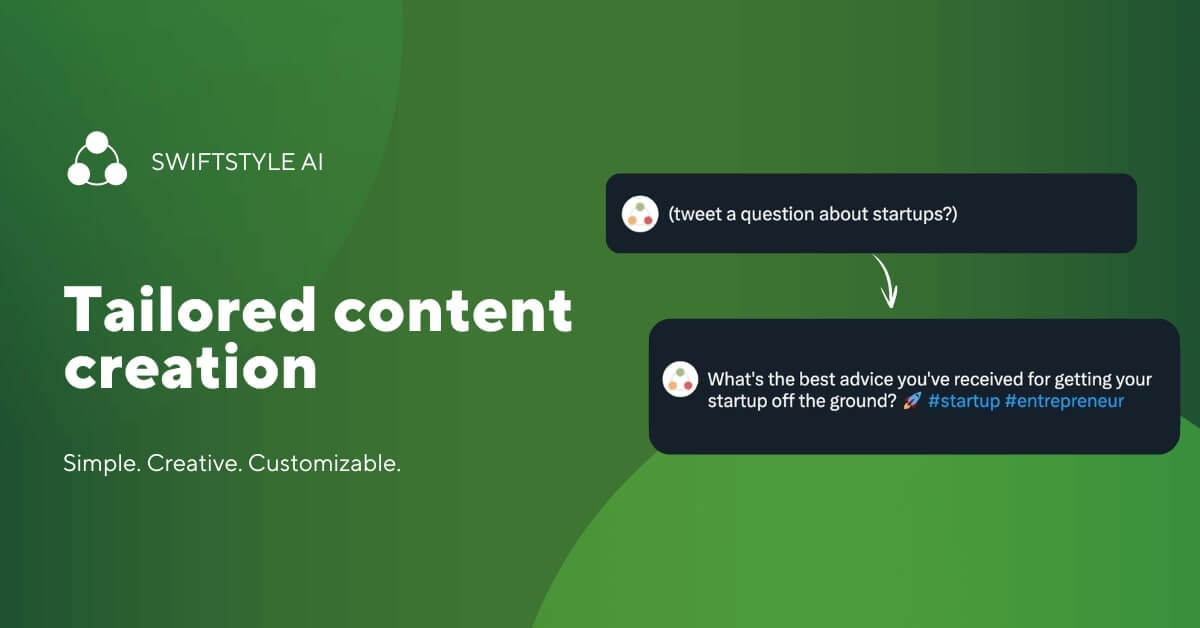 SWIFTSTYLE AI
Tailored content
creation
Simple. Creative. Customizable.
(tweet a question about startups?)
What's the best advice you've received for getting your
startup off the ground? 🚀 #startup #entrepreneur